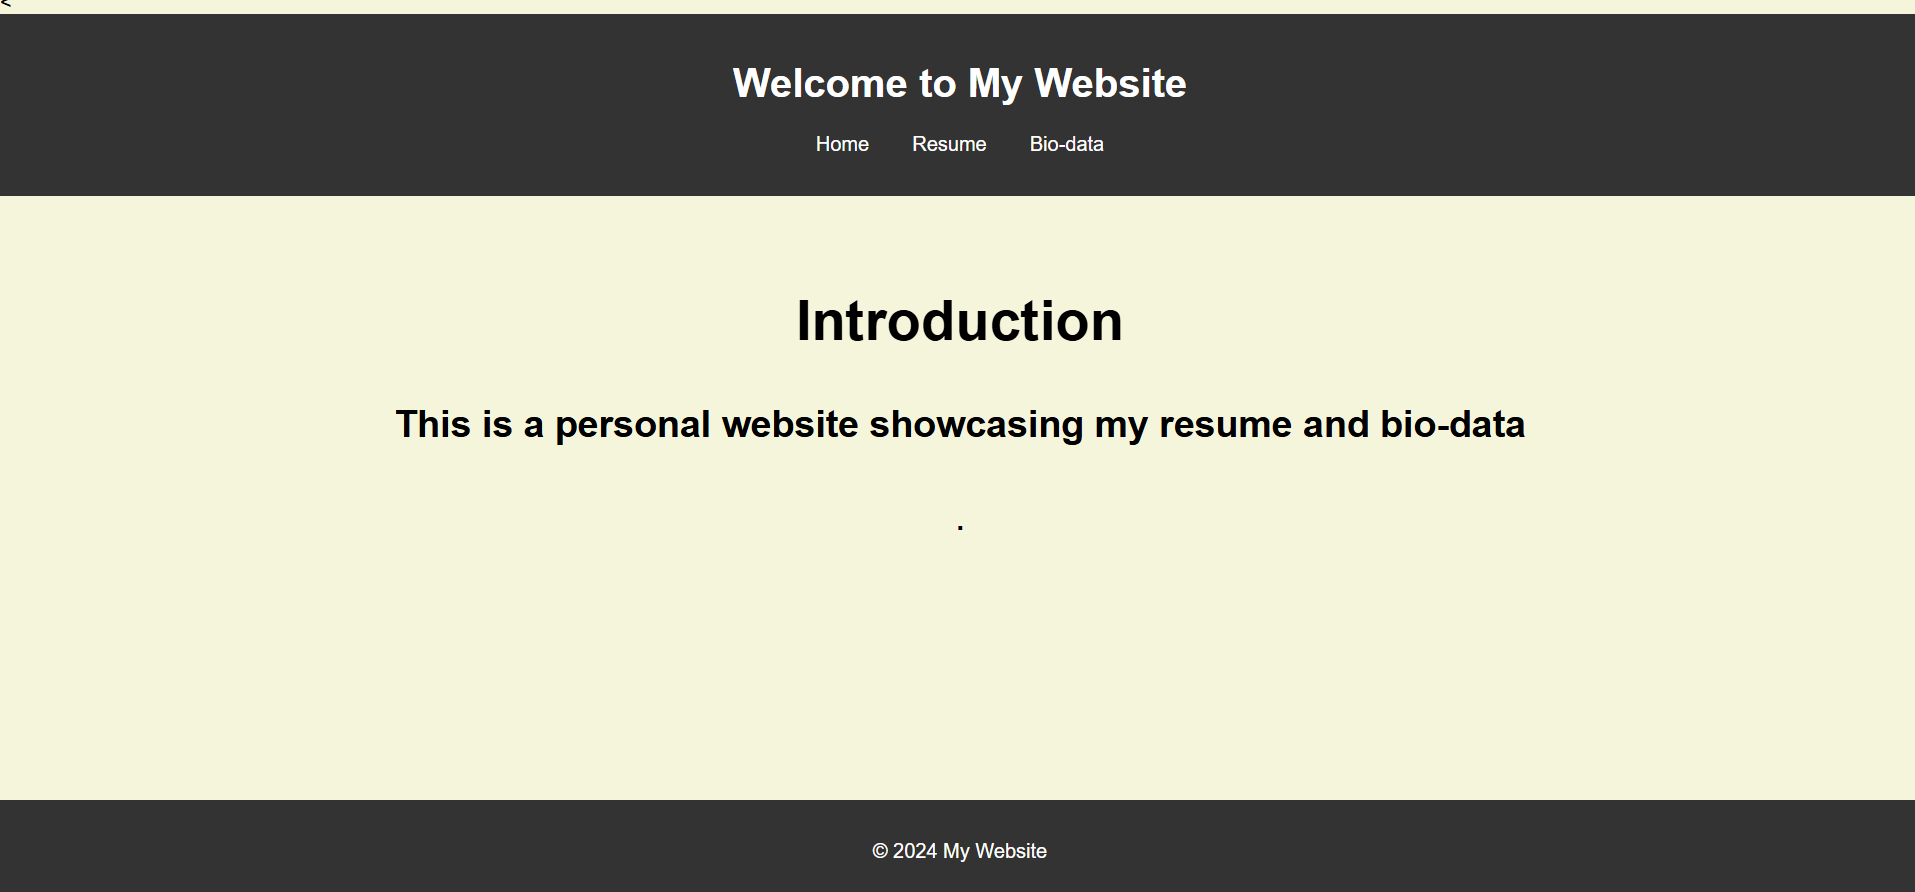 <
Welcome to My Website
Home Resume Bio-data
Introduction
This is a personal website showcasing my resume and bio-data
.
© 2024 My Website